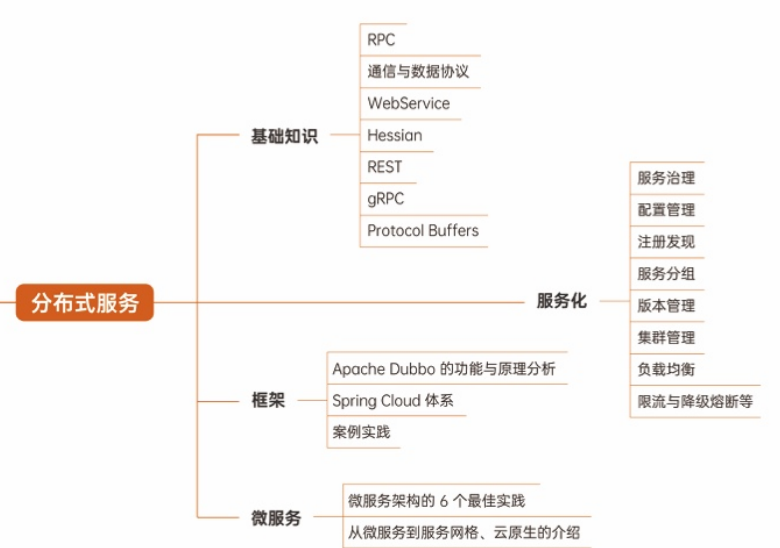 分布式服务
基础知识
RPC
通信与数据协议
WebService
Hessian
REST
gRPC
Protocol Buffers
服务化
服务治理
配置管理
注册发现
服务分组
版本管理
集群管理
负载均衡
限流与降级熔断等
框架
Apache Dubbo 的功能与原理分析
Spring Cloud 体系
案例实践
微服务
微服务架构的 6 个最佳实践
从微服务到服务网格、云原生的介绍